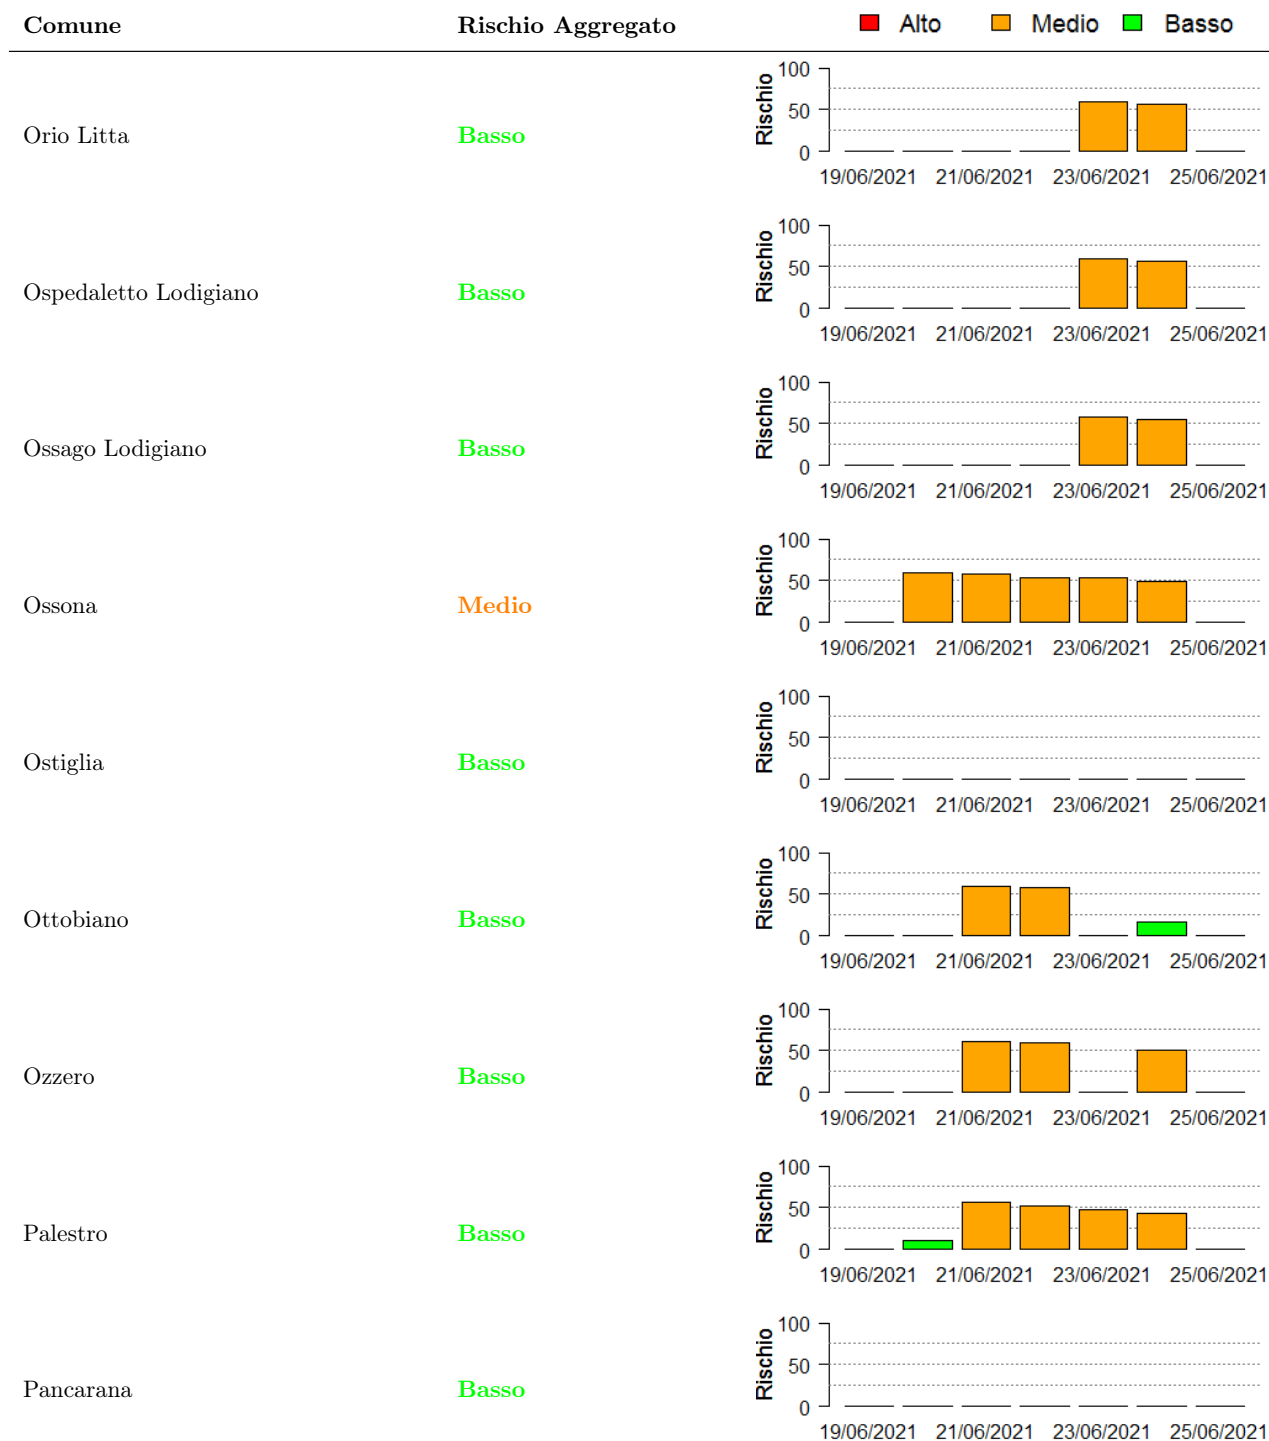 Comune Rischio Aggregato Alto Medio Basso
Orio Litta Basso
Rischio
100
50
0
19/06/2021 21/06/2021 23/06/2021 25/06/2021
Ospedaletto Lodigiano Basso
Rischio
100
50
0
19/06/2021 21/06/2021 23/06/2021 25/06/2021
Ossago Lodigiano Basso
Rischio
100
50
0
19/06/2021 21/06/2021 23/06/2021 25/06/2021
Ossona Medio
Rischio
100
50
0
19/06/2021 21/06/2021 23/06/2021 25/06/2021
Ostiglia Basso
Rischio
100
50
0
19/06/2021 21/06/2021 23/06/2021 25/06/2021
Ottobiano Basso
Rischio
100
50
0
19/06/2021 21/06/2021 23/06/2021 25/06/2021
Ozzero Basso
Rischio
100
50
0
19/06/2021 21/06/2021 23/06/2021 25/06/2021
Palestro Basso
Rischio
100
50
0
19/06/2021 21/06/2021 23/06/2021 25/06/2021
Pancarana Basso
Rischio
100
50
0
19/06/2021 21/06/2021 23/06/2021 25/06/2021